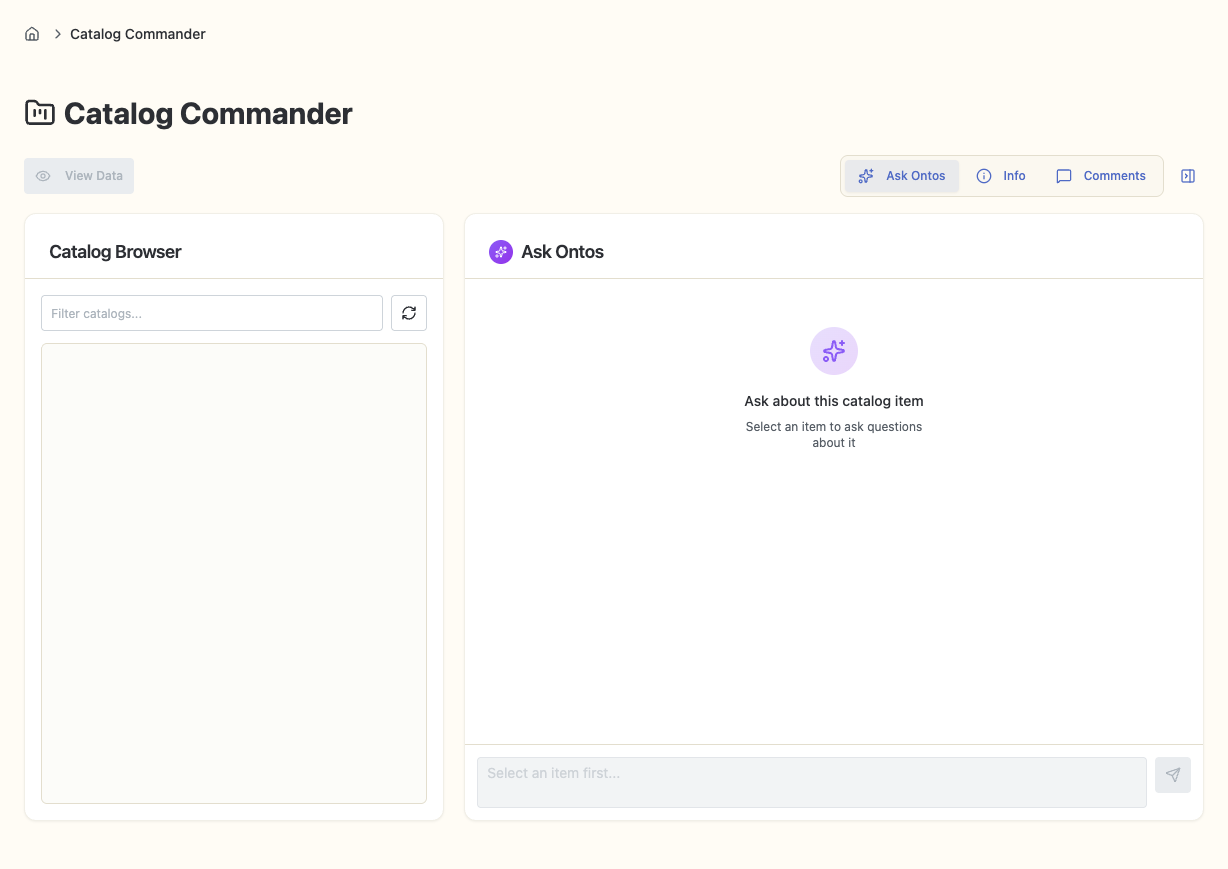 Catalog Commander
Catalog Commander
View Data
Ask Ontos
Info
Comments
Catalog Browser
Filter catalogs...
Ask Ontos
Ask about this catalog item
Select an item to ask questions
about it
Select an item first...